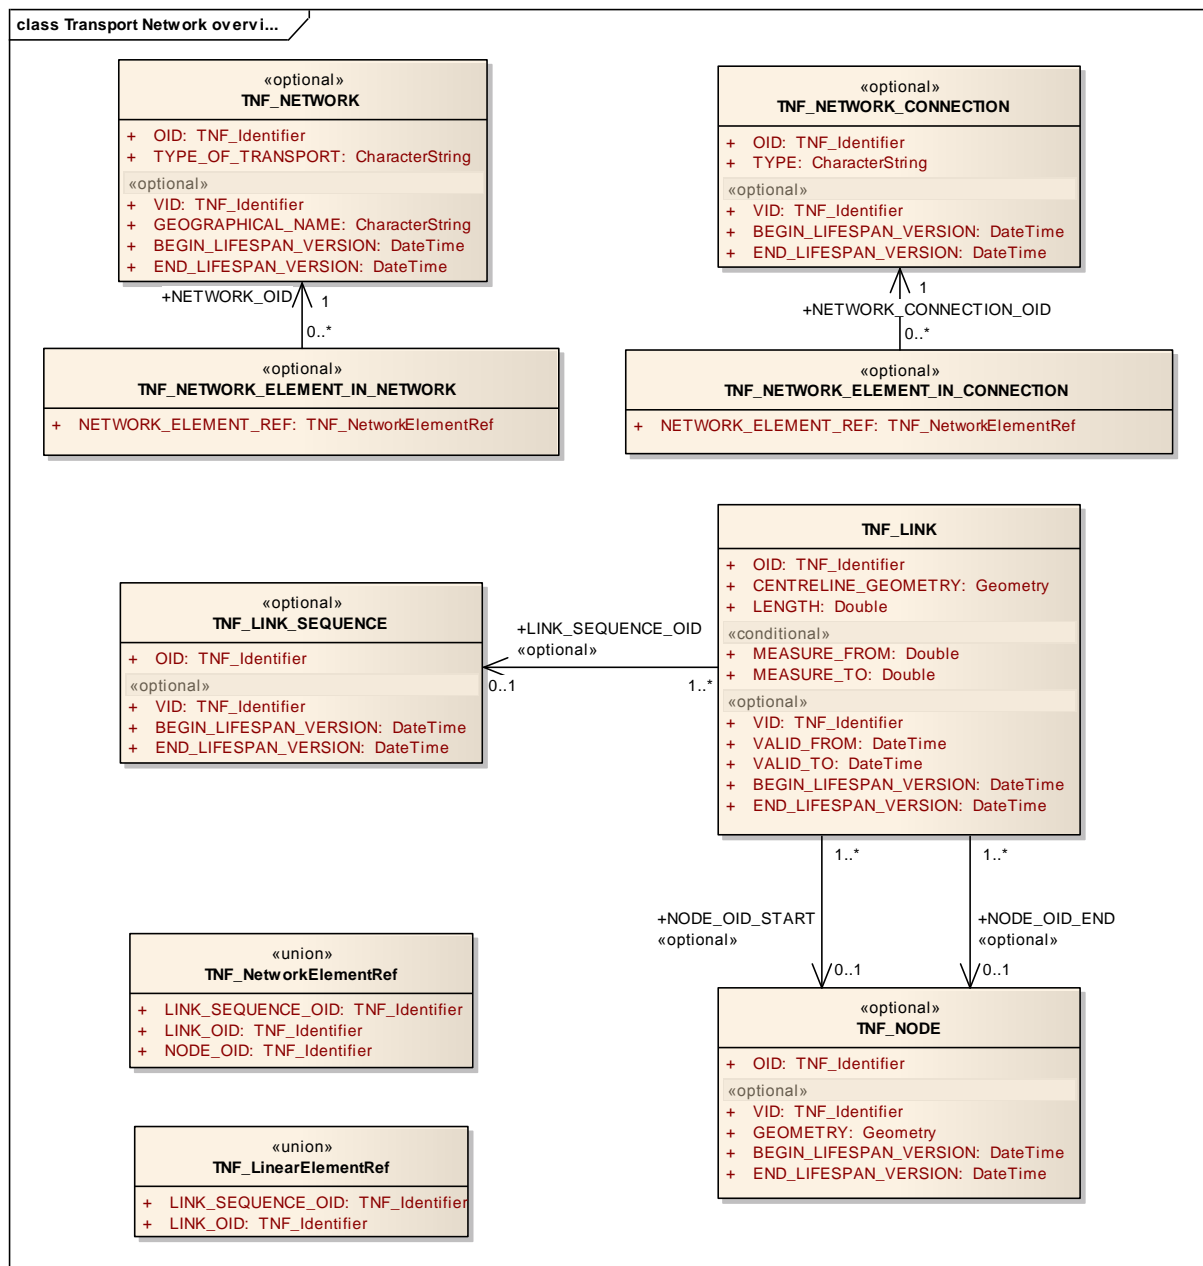 class Transport Network overvi...
«optional»
TNF_NETWORK
+ OID: TNF_Identifier
+ TYPE_OF_TRANSPORT: CharacterString
«optional»
+ VID: TNF_Identifier
+ GEOGRAPHICAL_NAME: CharacterString
+ BEGIN_LIFESPAN_VERSION: DateTime
+ END_LIFESPAN_VERSION: DateTime
«optional»
TNF_NETWORK_CONNECTION
+ OID: TNF_Identifier
+ TYPE: CharacterString
«optional»
+ VID: TNF_Identifier
+ BEGIN_LIFESPAN_VERSION: DateTime
+ END_LIFESPAN_VERSION: DateTime
+NETWORK_OID
1
0..*
+NETWORK_CONNECTION_OID
1
0..*
«optional»
TNF_NETWORK_ELEMENT_IN_NETWORK
+ NETWORK_ELEMENT_REF: TNF_NetworkElementRef
«optional»
TNF_NETWORK_ELEMENT_IN_CONNECTION
+ NETWORK_ELEMENT_REF: TNF_NetworkElementRef
TNF_LINK
+ OID: TNF_Identifier
+ CENTRELINE_GEOMETRY: Geometry
+ LENGTH: Double
«conditional»
+ MEASURE_FROM: Double
+ MEASURE_TO: Double
«optional»
+ VID: TNF_Identifier
+ VALID_FROM: DateTime
+ VALID_TO: DateTime
+ BEGIN_LIFESPAN_VERSION: DateTime
+ END_LIFESPAN_VERSION: DateTime
«optional»
TNF_LINK_SEQUENCE
+ OID: TNF_Identifier
«optional»
+ VID: TNF_Identifier
+ BEGIN_LIFESPAN_VERSION: DateTime
+ END_LIFESPAN_VERSION: DateTime
+LINK_SEQUENCE_OID
«optional»
0..1
1..*
1..*
1..*
+NODE_OID_START
«optional»
+NODE_OID_END
«optional»
0..1
0..1
«union»
TNF_NetworkElementRef
+ LINK_SEQUENCE_OID: TNF_Identifier
+ LINK_OID: TNF_Identifier
+ NODE_OID: TNF_Identifier
«optional»
TNF_NODE
+ OID: TNF_Identifier
«optional»
+ VID: TNF_Identifier
+ GEOMETRY: Geometry
+ BEGIN_LIFESPAN_VERSION: DateTime
+ END_LIFESPAN_VERSION: DateTime
«union»
TNF_LinearElementRef
+ LINK_SEQUENCE_OID: TNF_Identifier
+ LINK_OID: TNF_Identifier